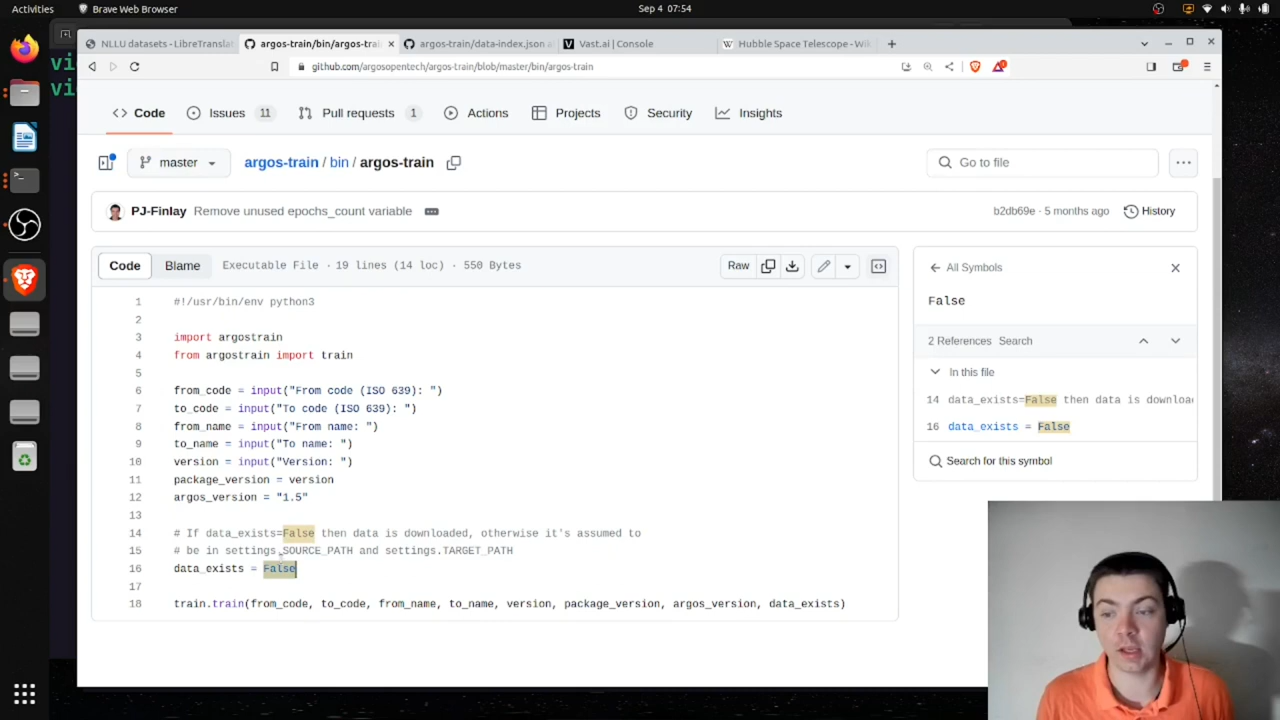 Activities
Brave Web Browser
Sep 4 07:54
NLLU datasets - LibreTranslat
argos-train/bin/argos-trai
argos-train/data-index.json a
Vast.ai | Console
Hubble Space Telescope - Wik
github.com/argosopentech/argos-train/blob/master/bin/argos-train
Code
Issues 11
Pull requests 1
Actions
Projects
Security
Insights
master
argos-train / bin / argos-train
Go to file
PJ-Finlay Remove unused epochs_count variable
b2db69e · 5 months ago
History
Code
Blame
Executable File · 19 lines (14 loc) · 550 Bytes
Raw
1 #!/usr/bin/env python3
2
3 import argostrain
4 from argostrain import train
5
6 from_code = input("From code (ISO 639): ")
7 to_code = input("To code (ISO 639): ")
8 from_name = input("From name: ")
9 to_name = input("To name: ")
10 version = input("Version: ")
11 package_version = version
12 argos_version = "1.5"
13
14 # If data_exists=False then data is downloaded, otherwise it's assumed to
15 # be in settings.SOURCE_PATH and settings.TARGET_PATH
16 data_exists = False
17
18 train.train(from_code, to_code, from_name, to_name, version, package_version, argos_version, data_exists)
All Symbols
False
2 References Search
In this file
14 data_exists=False then data is downloa
16 data_exists = False
Search for this symbol
vi
vi